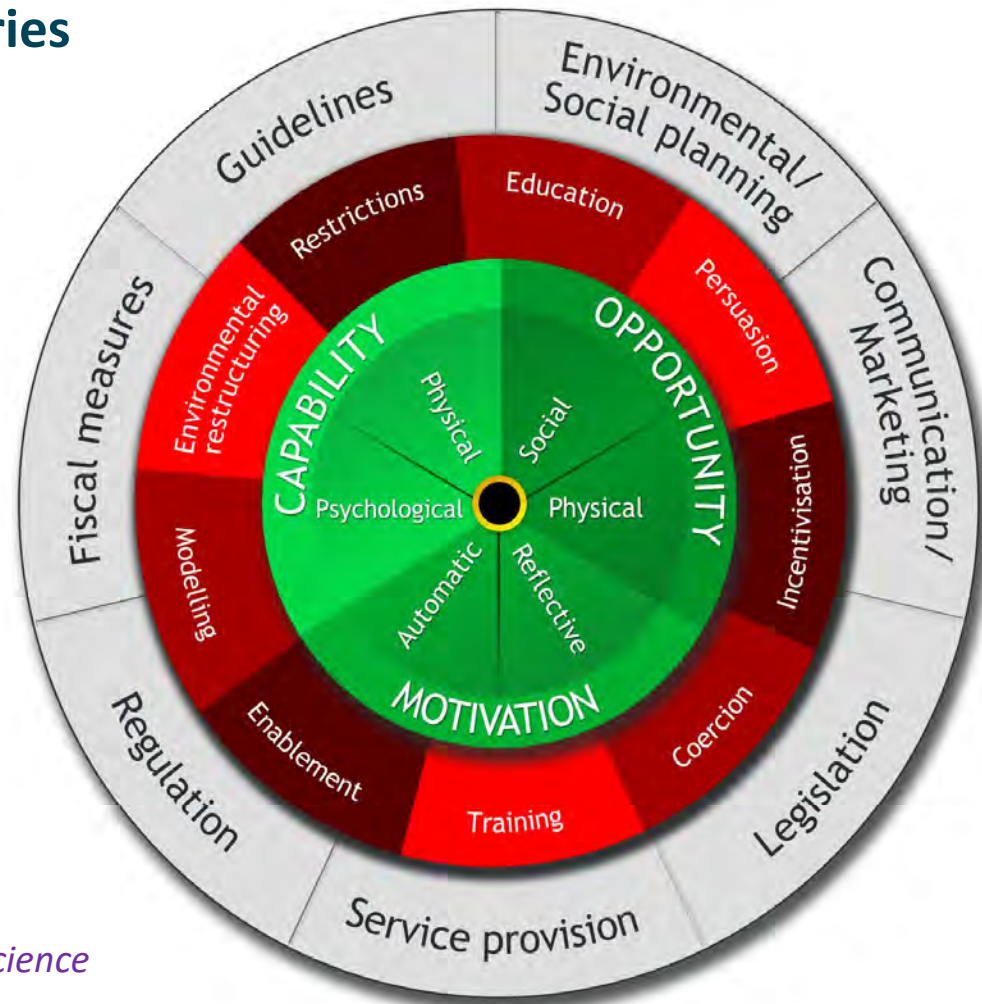 ries
Guidelines
Environmental/
Social planning
Communication/
Marketing
Legislation
Service provision
Regulation
Fiscal measures
Restrictions
Education
Persuasion
Incentivisation
Coercion
Training
Enablement
Modelling
Environmental
restructuring
CAPABILITY
OPPORTUNITY
MOTIVATION
Physical
Social
Physical
Reflective
Automatic
Psychological
cience